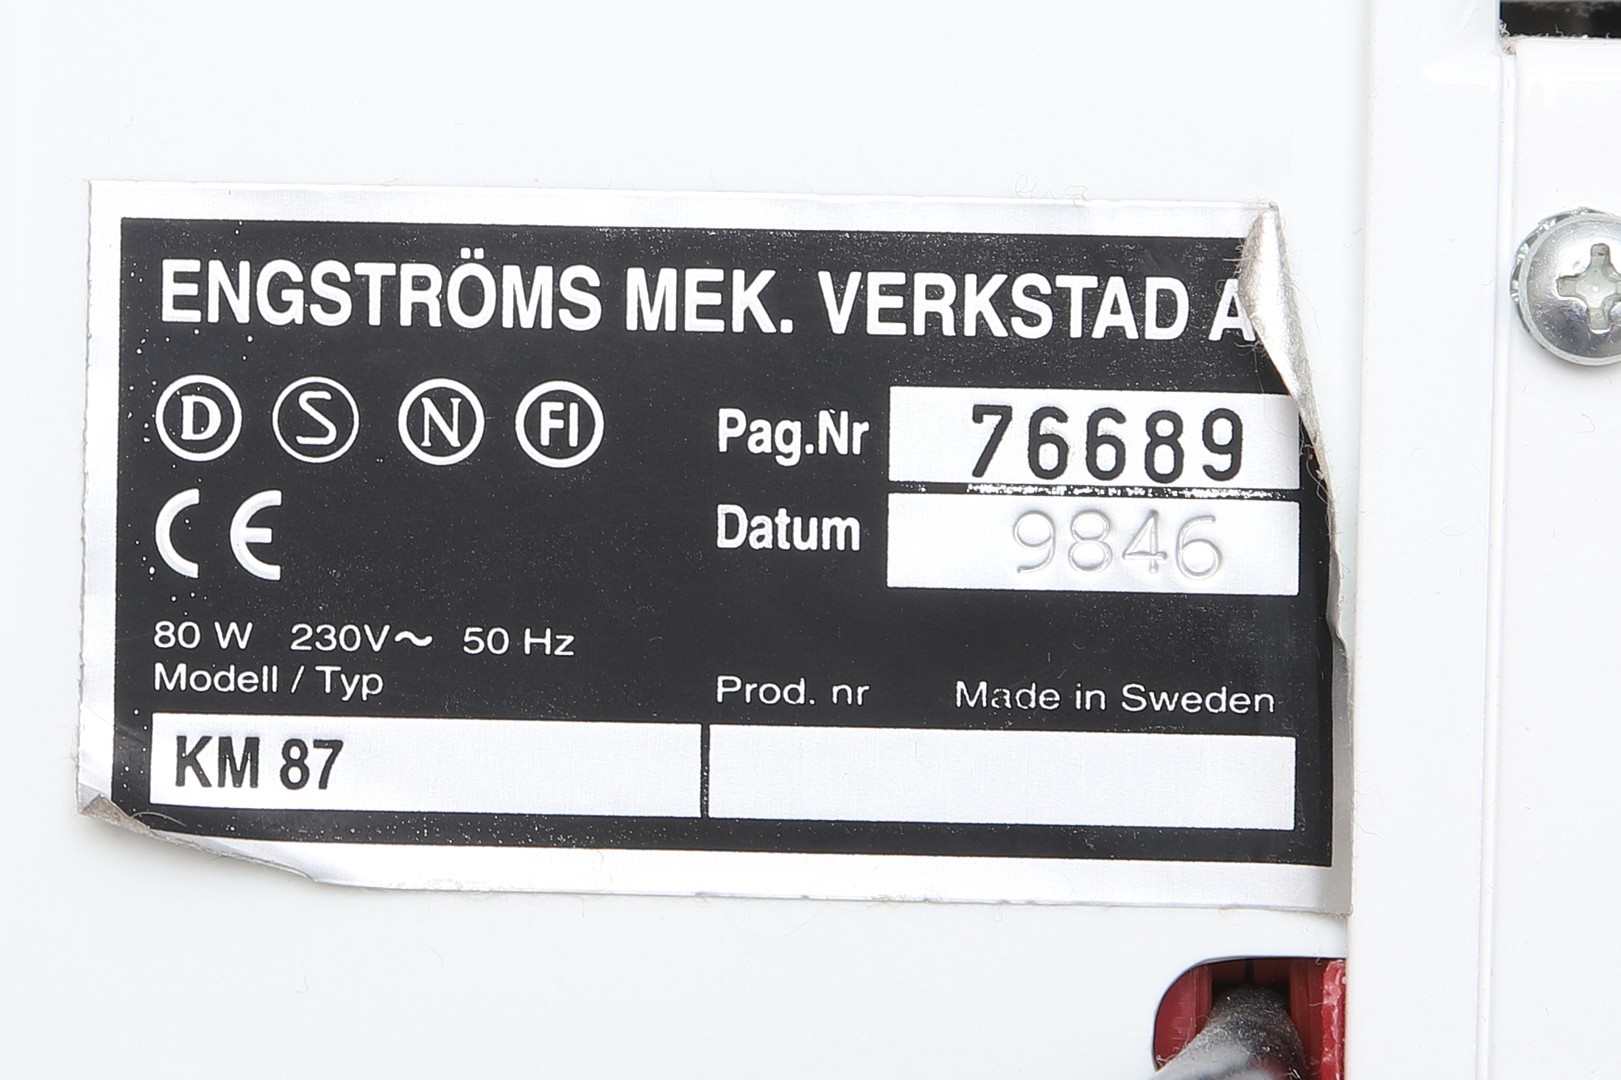 ENGSTRÖMS MEK. VERKSTAD A
D S N FI
Pag.Nr 76689
CE
Datum 9846
80 W 230V~ 50 Hz
Modell / Typ
Prod. nr Made in Sweden
KM 87